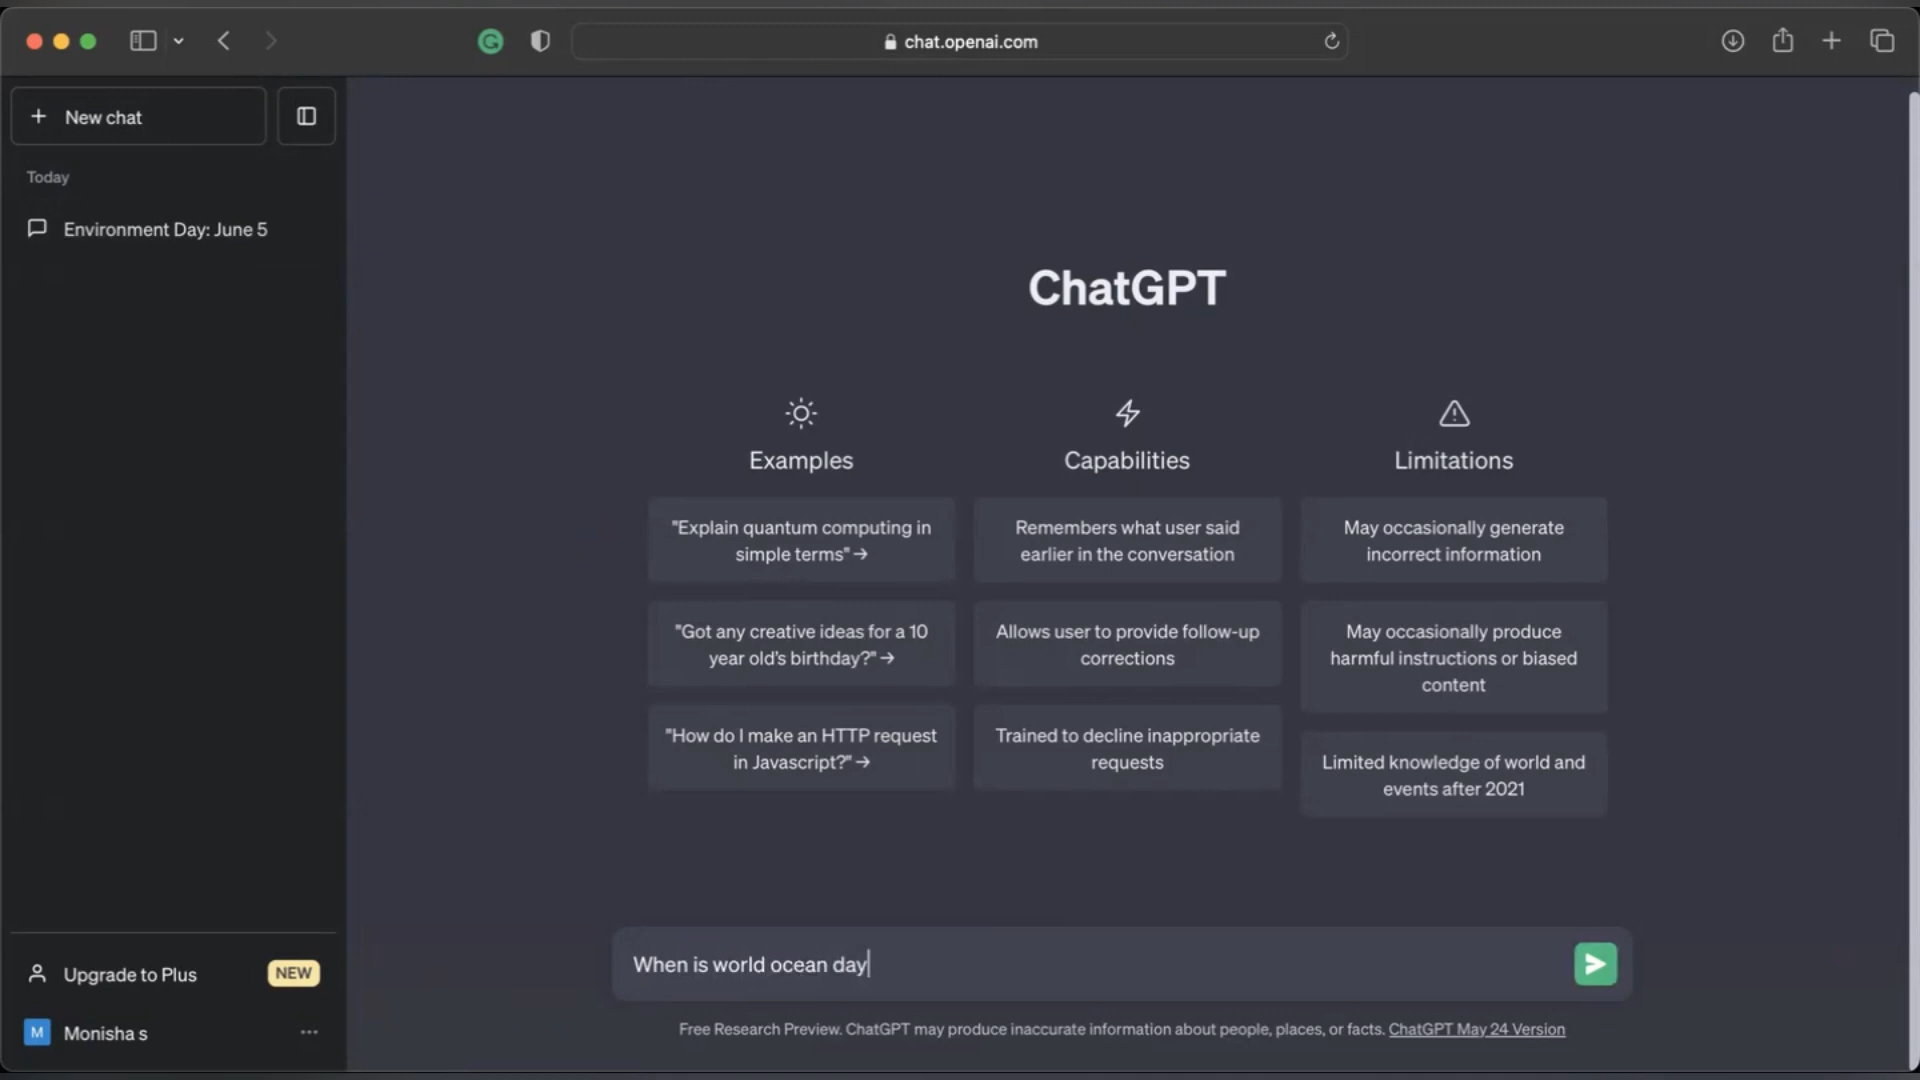 chat.openai.com
New chat
Today
Environment Day: June 5
ChatGPT
Examples
"Explain quantum computing in
simple terms" →
"Got any creative ideas for a 10
year old's birthday?" →
"How do I make an HTTP request
in Javascript?" →
Capabilities
Remembers what user said
earlier in the conversation
Allows user to provide follow-up
corrections
Trained to decline inappropriate
requests
Limitations
May occasionally generate
incorrect information
May occasionally produce
harmful instructions or biased
content
Limited knowledge of world and
events after 2021
When is world ocean day
Free Research Preview. ChatGPT may produce inaccurate information about people, places, or facts. ChatGPT May 24 Version
Upgrade to Plus NEW
M Monisha s